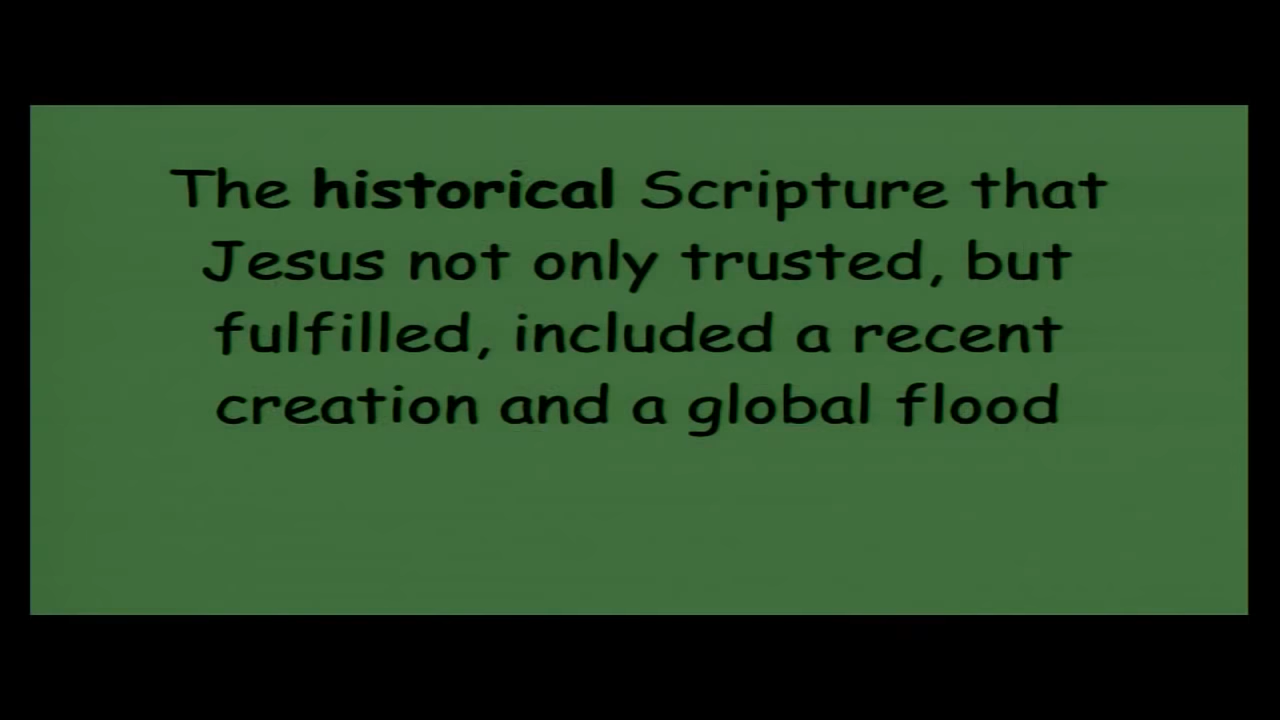 The historical Scripture that
Jesus not only trusted, but
fulfilled, included a recent
creation and a global flood